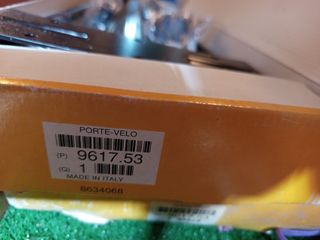 PORTE-VELO
(P) 9617.53
(Q) 1
MADE IN ITALY
8634068